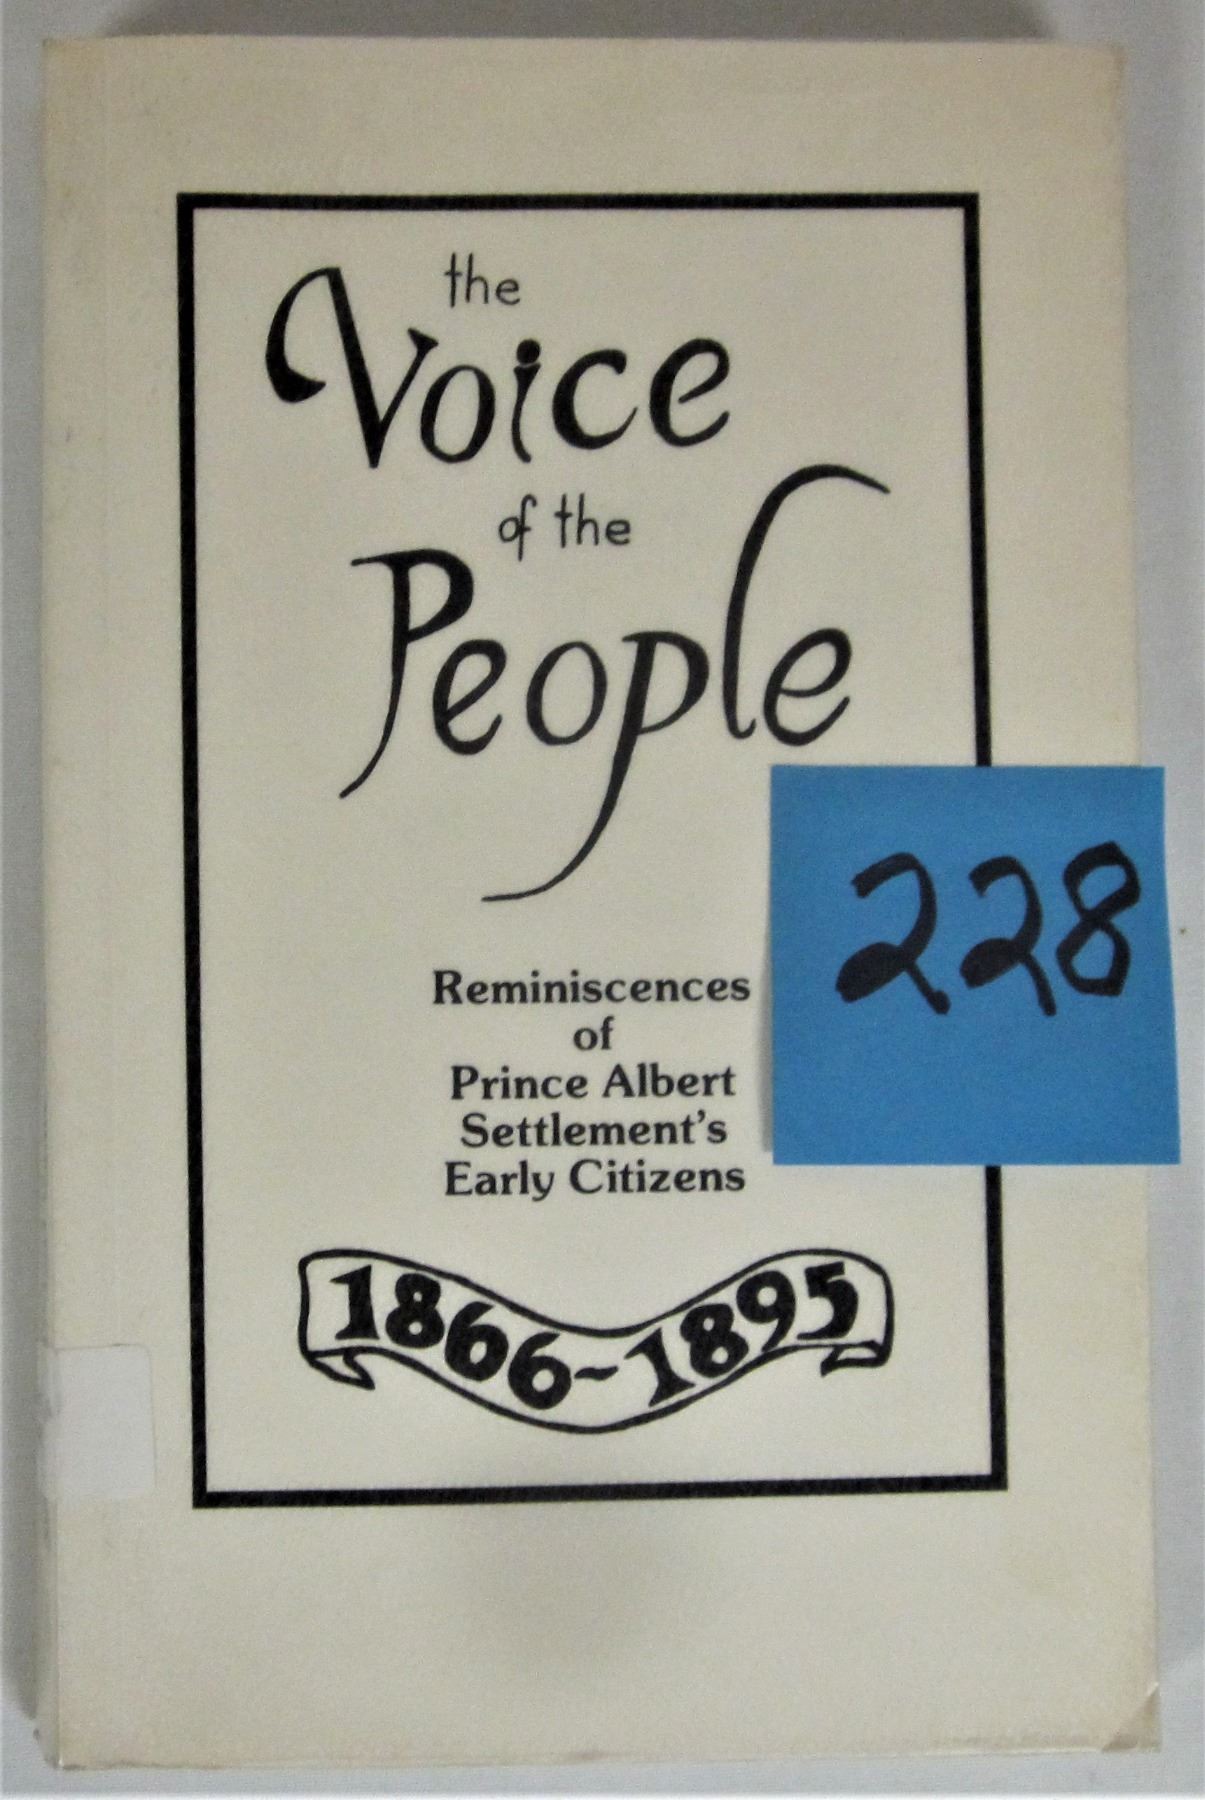 the
Voice
of the
People
228
Reminiscences
of
Prince Albert
Settlement's
Early Citizens
1866~1895